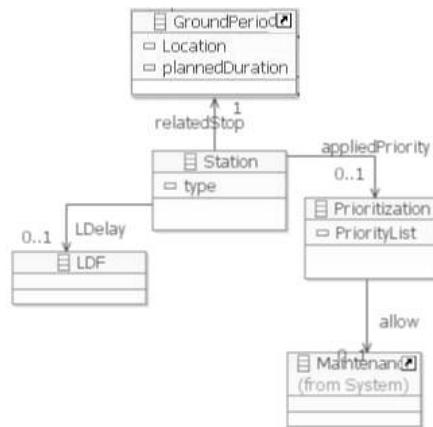 GroundPeriod
Location
plannedDuration
1
relatedStop
appliedPriority
Station
0..1
type
Prioritization
LDelay
PriorityList
0..1
LDF
allow
0..1
Maintenance
(from System)